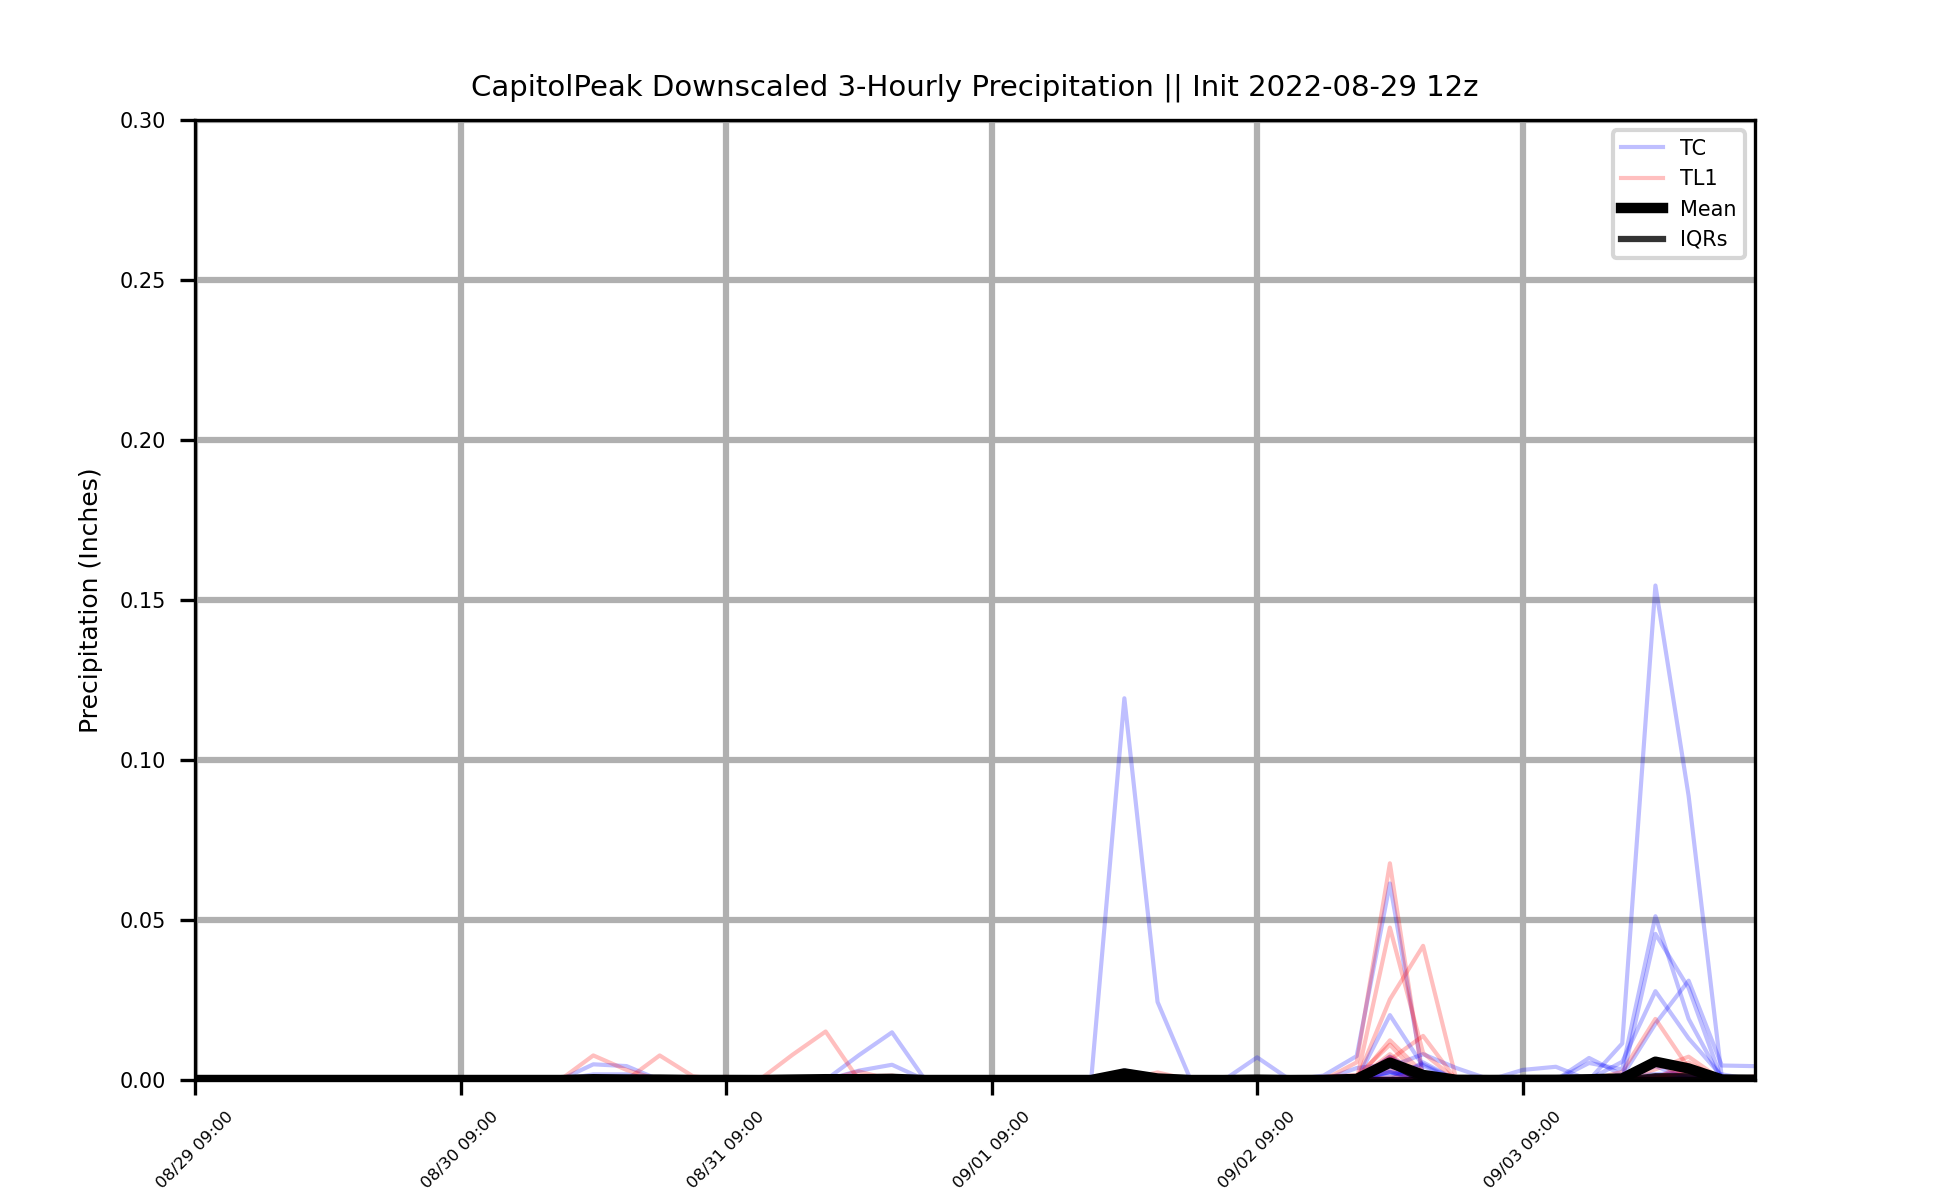 CapitolPeak Downscaled 3-Hourly Precipitation || Init 2022-08-29 12z
TC
TL1
Mean
IQRs
Precipitation (Inches)
0.30
0.25
0.20
0.15
0.10
0.05
0.00
08/29 09:00
08/30 09:00
08/31 09:00
09/01 09:00
09/02 09:00
09/03 09:00